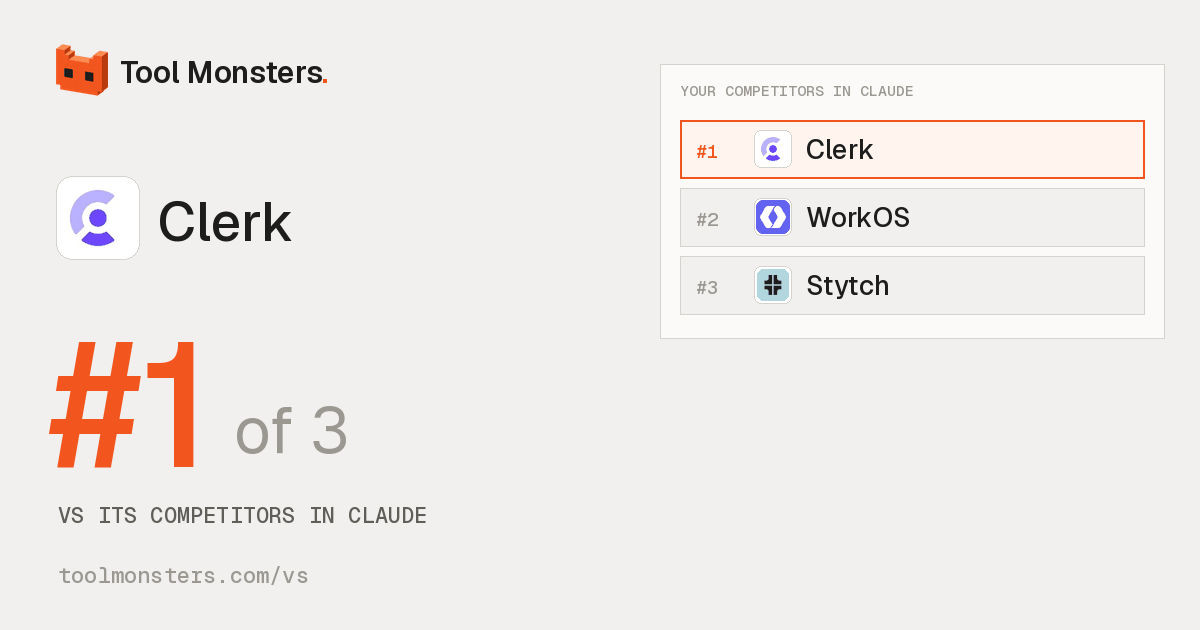 Tool Monsters.
Clerk
#1 of 3
VS ITS COMPETITORS IN CLAUDE
toolmonsters.com/vs
YOUR COMPETITORS IN CLAUDE
#1 Clerk
#2 WorkOS
#3 Stytch